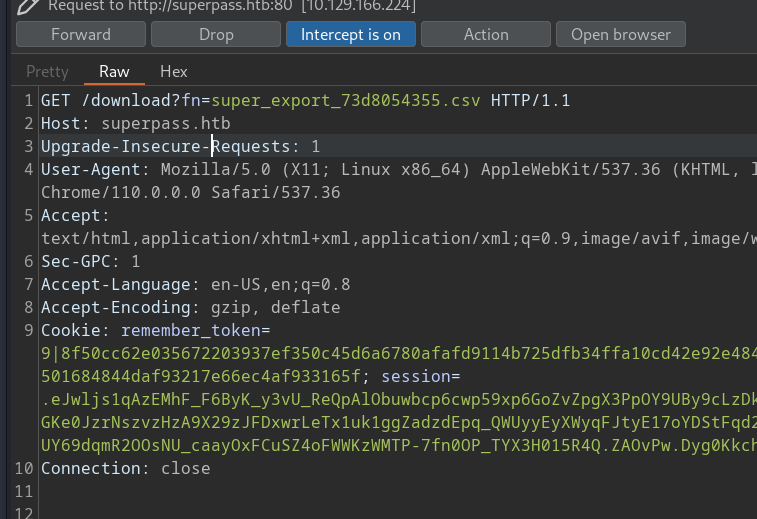 Request to http://superpass.htb:80 [10.129.166.224]
Forward Drop Intercept is on Action Open browser
Pretty Raw Hex
1 GET /download?fn=super_export_73d8054355.csv HTTP/1.1
2 Host: superpass.htb
3 Upgrade-Insecure-Requests: 1
4 User-Agent: Mozilla/5.0 (X11; Linux x86_64) AppleWebKit/537.36 (KHTML, l
Chrome/110.0.0.0 Safari/537.36
5 Accept:
text/html,application/xhtml+xml,application/xml;q=0.9,image/avif,image/w
6 Sec-GPC: 1
7 Accept-Language: en-US,en;q=0.8
8 Accept-Encoding: gzip, deflate
9 Cookie: remember_token=
9|8f50cc62e035672203937ef350c45d6a6780afafd9114b725dfb34ffa10cd42e92e484
501684844daf93217e66ec4af933165f; session=
.eJwljs1qAzEMhF_F6ByK_y3vU_ReQpAlObuwbcp6cwp59xp6GoZvZpgX3PpOY9UBy9cLzDk
GKe0JzrNszvzHzA9X29zJFDxwrLeTx1uk1ggZadzdEpq_QWUyyEyXWyqFJtyE17oYDStFqd2
UY69dqmR2OOsNU_caayOxFCuSZ4oFWWKzWMTP-7fn0OP_TYX3H015R4Q.ZAOvPw.Dyg0Kkch
10 Connection: close
11
12